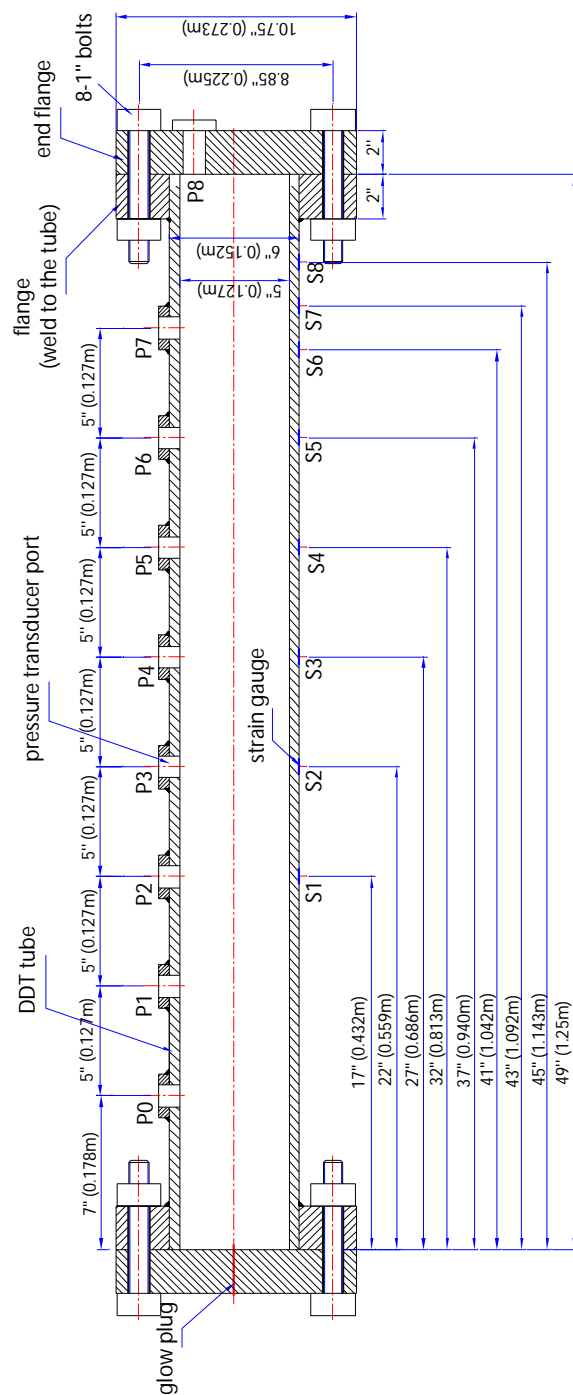 glow plug
7'' (0.178m)
5'' (0.127m)
5'' (0.127m)
5'' (0.127m)
5'' (0.127m)
5'' (0.127m)
5'' (0.127m)
5'' (0.127m)
DDT tube
pressure transducer port
flange
(weld to the tube)
end flange
8-1'' bolts
P0
P1
P2
P3
P4
P5
P6
P7
P8
5'' (0.127m)
6'' (0.152m)
8.85'' (0.225m)
10.75'' (0.273m)
2''
2''
strain gauge
S1
S2
S3
S4
S5
S6
S7
S8
17'' (0.432m)
22'' (0.559m)
27'' (0.686m)
32'' (0.813m)
37'' (0.940m)
41'' (1.042m)
43'' (1.092m)
45'' (1.143m)
49'' (1.25m)